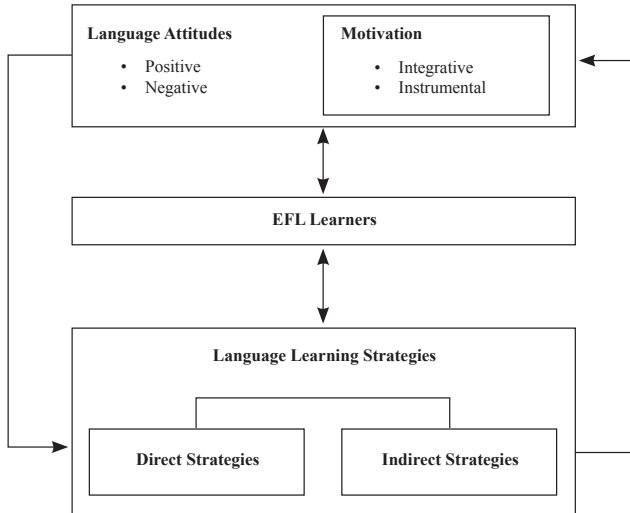 Language Attitudes
• Positive
• Negative
Motivation
• Integrative
• Instrumental
EFL Learners
Language Learning Strategies
Direct Strategies
Indirect Strategies